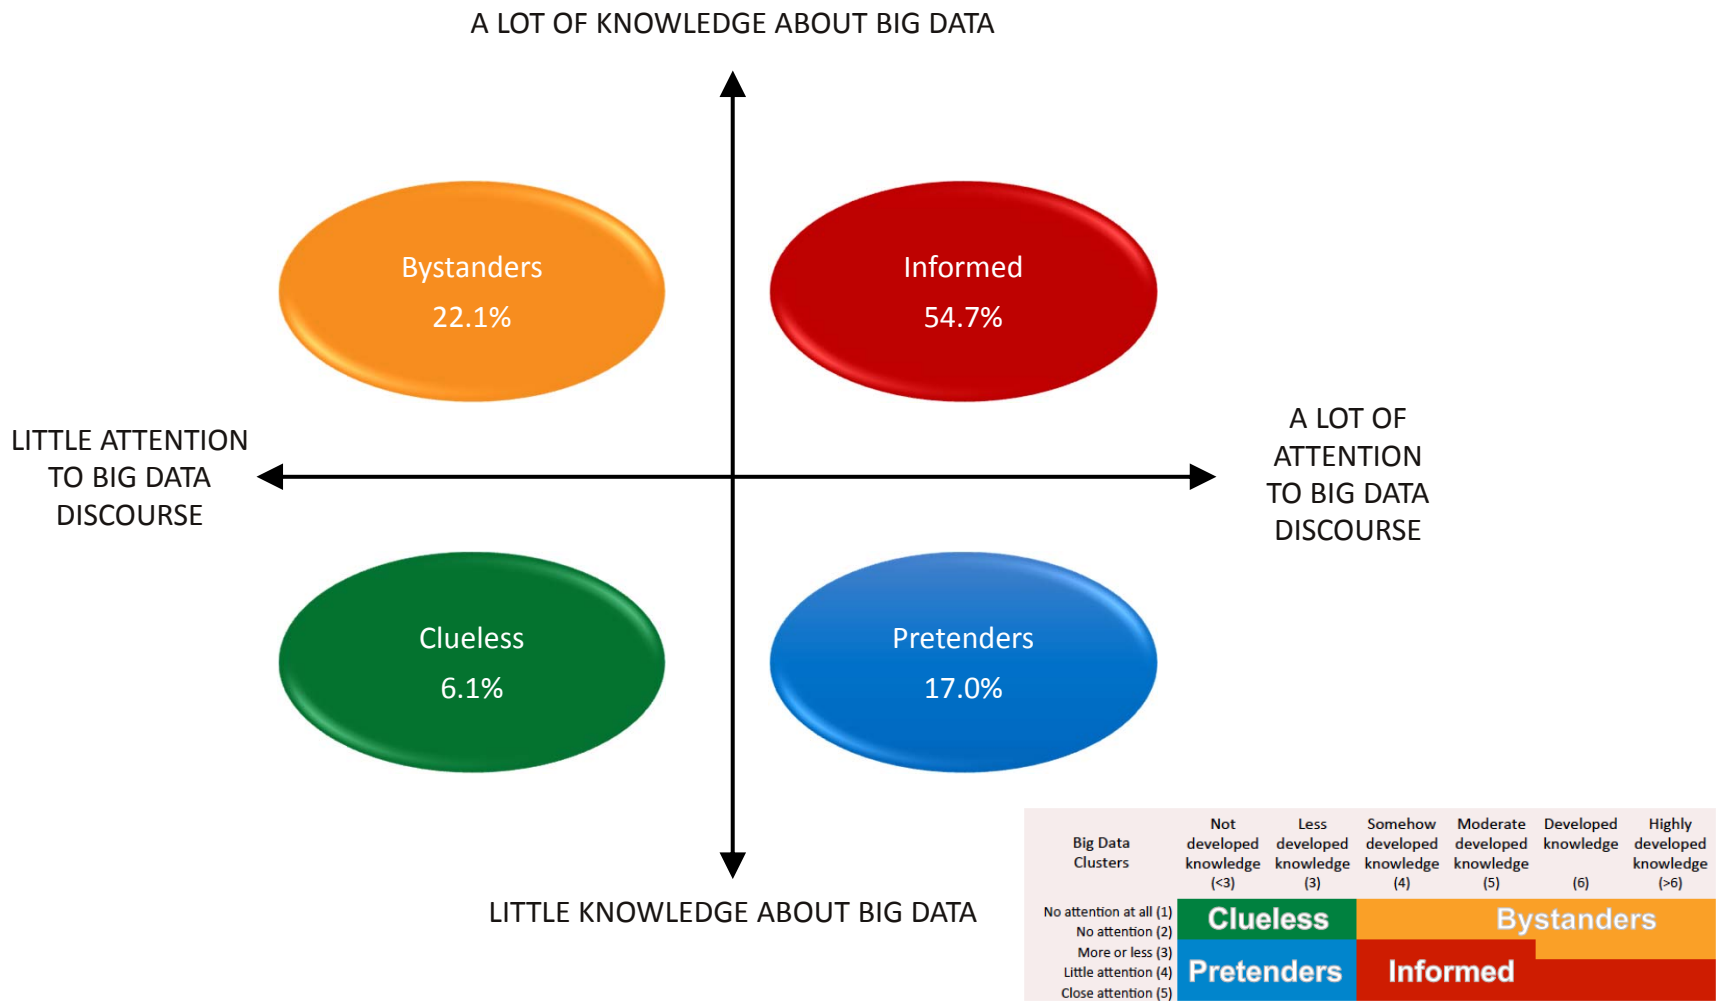 A LOT OF KNOWLEDGE ABOUT BIG DATA
Bystanders
22.1%
Informed
54.7%
LITTLE ATTENTION
TO BIG DATA
DISCOURSE
A LOT OF
ATTENTION
TO BIG DATA
DISCOURSE
Clueless
6.1%
Pretenders
17.0%
LITTLE KNOWLEDGE ABOUT BIG DATA
Big Data
Clusters
Not
developed
knowledge
(<3)
Less
developed
knowledge
(3)
Somehow
developed
knowledge
(4)
Moderate
developed
knowledge
(5)
Developed
knowledge
(6)
Highly
developed
knowledge
(>6)
No attention at all (1)
No attention (2)
More or less (3)
Little attention (4)
Close attention (5)
Clueless
Bystanders
Pretenders
Informed